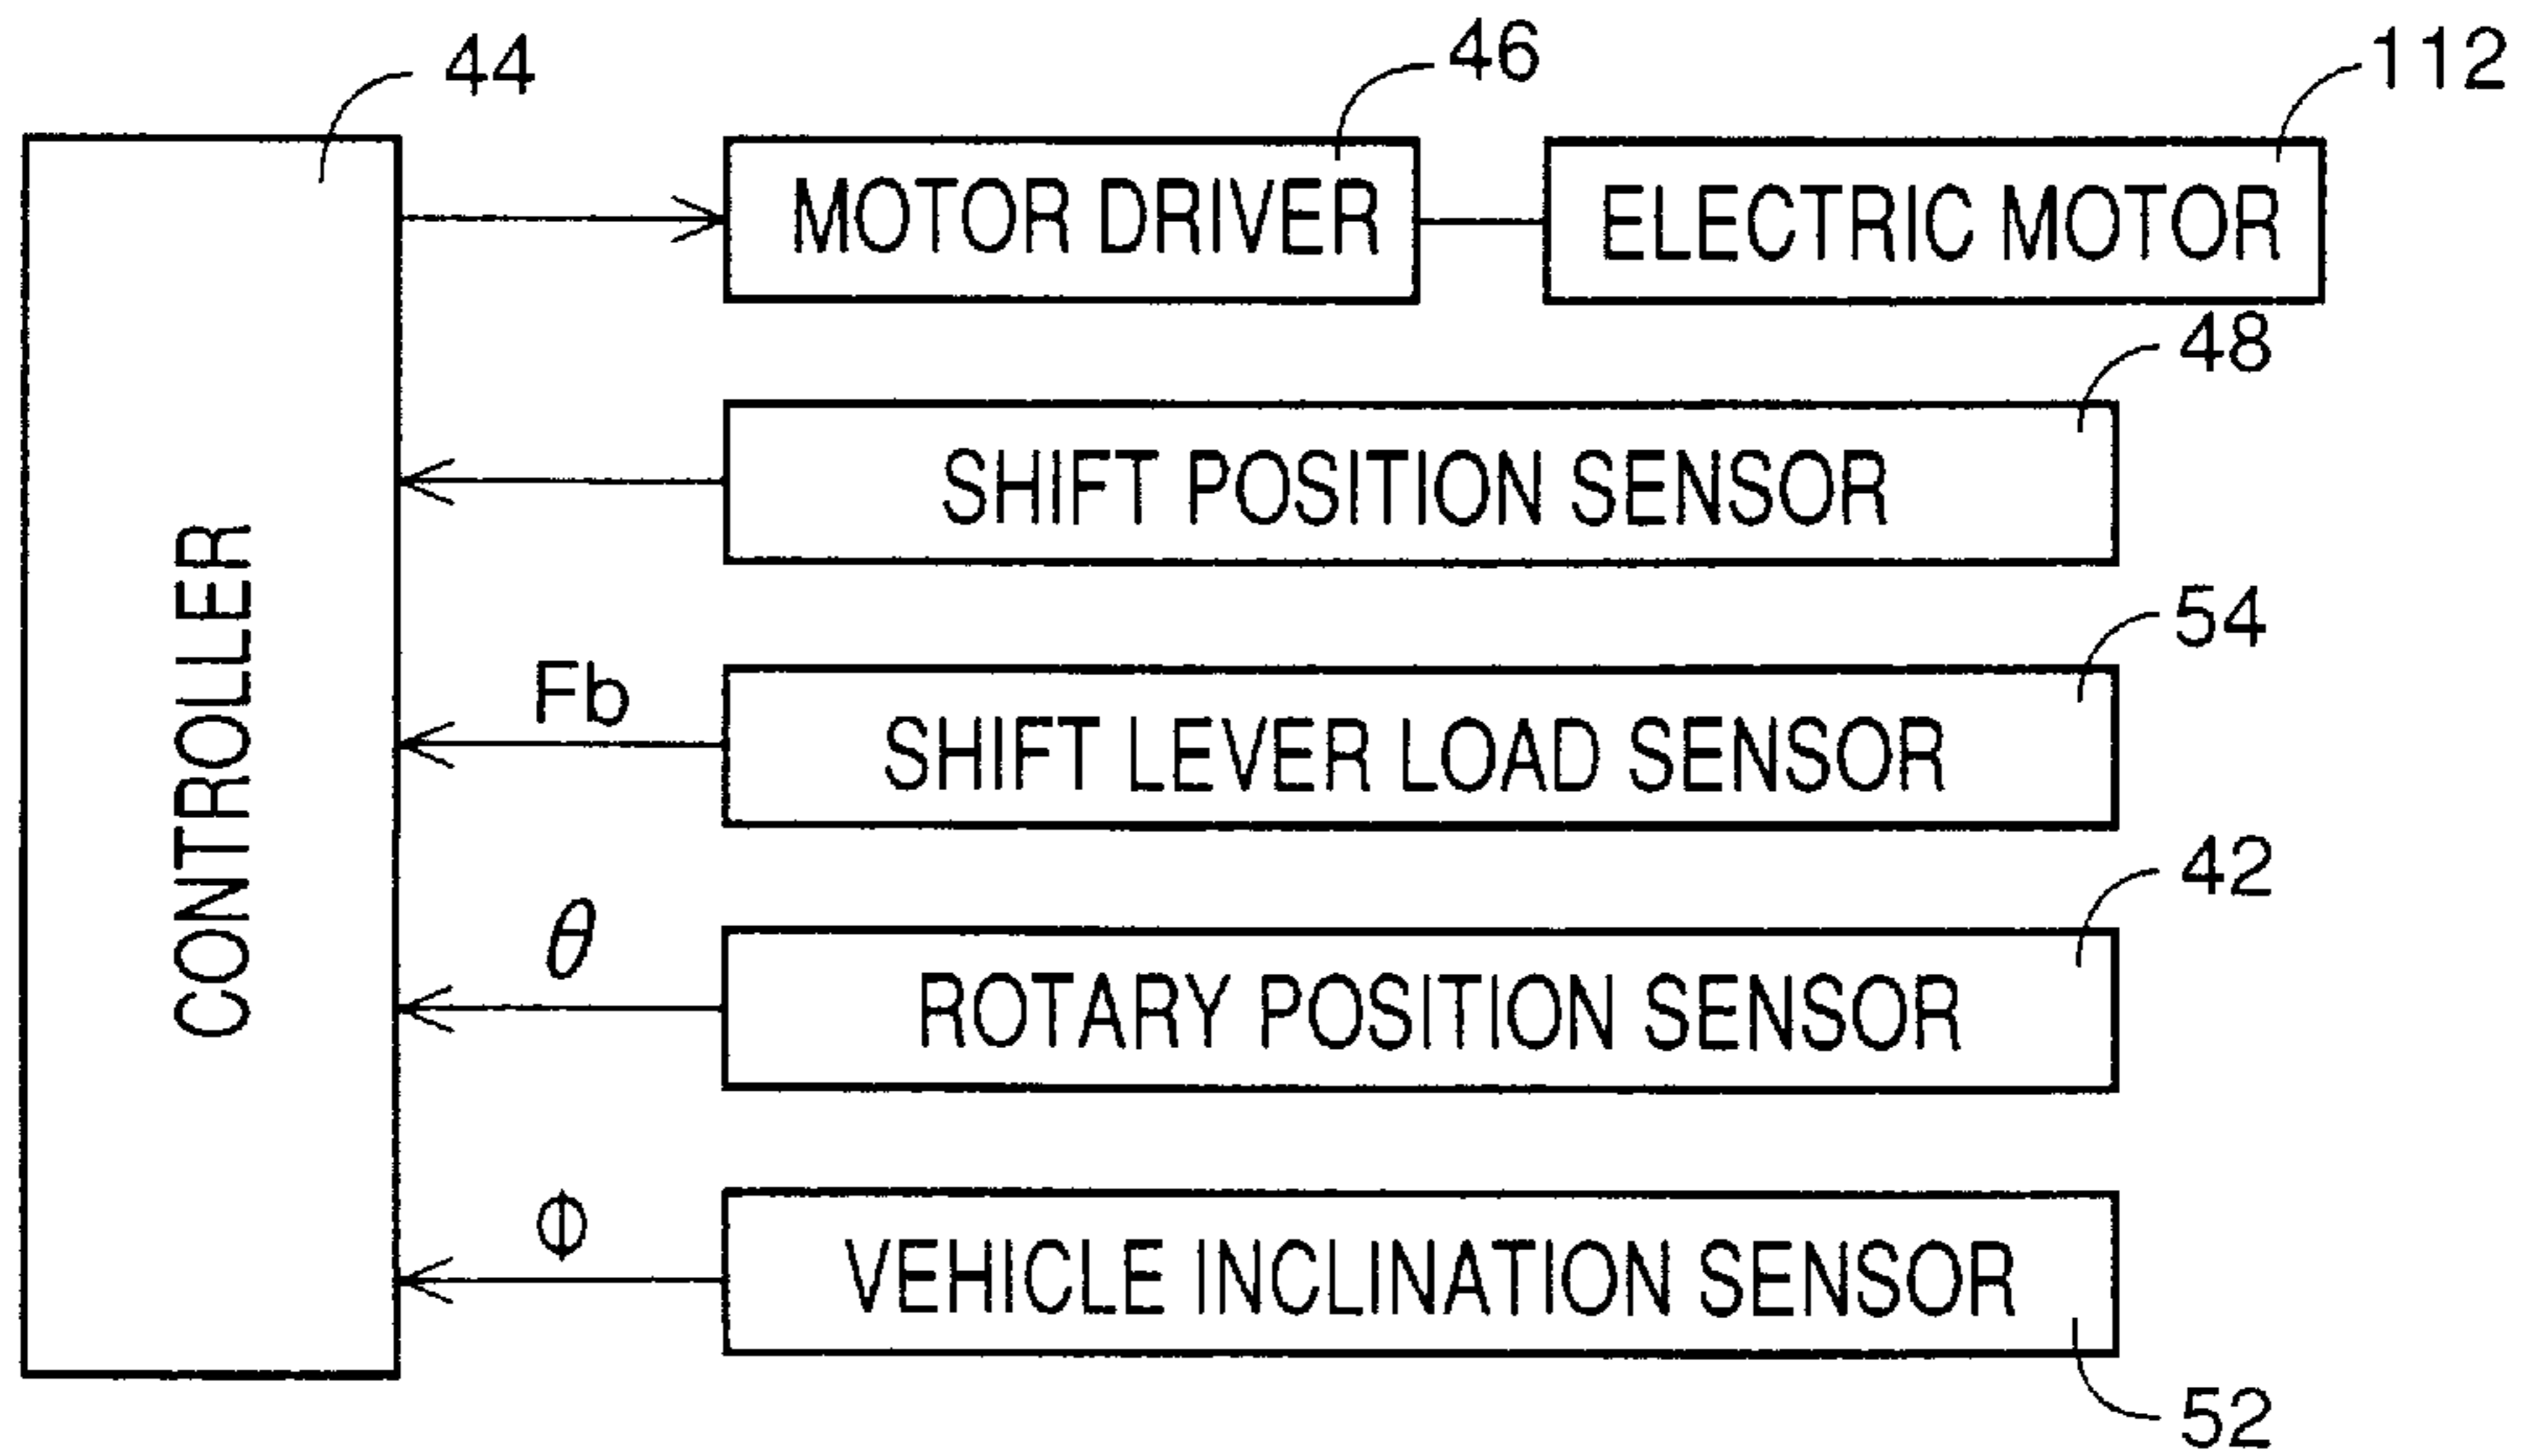 44
46
112
MOTOR DRIVER
ELECTRIC MOTOR
48
SHIFT POSITION SENSOR
54
Fb
SHIFT LEVER LOAD SENSOR
CONTROLLER
42
θ
ROTARY POSITION SENSOR
Φ
VEHICLE INCLINATION SENSOR
52